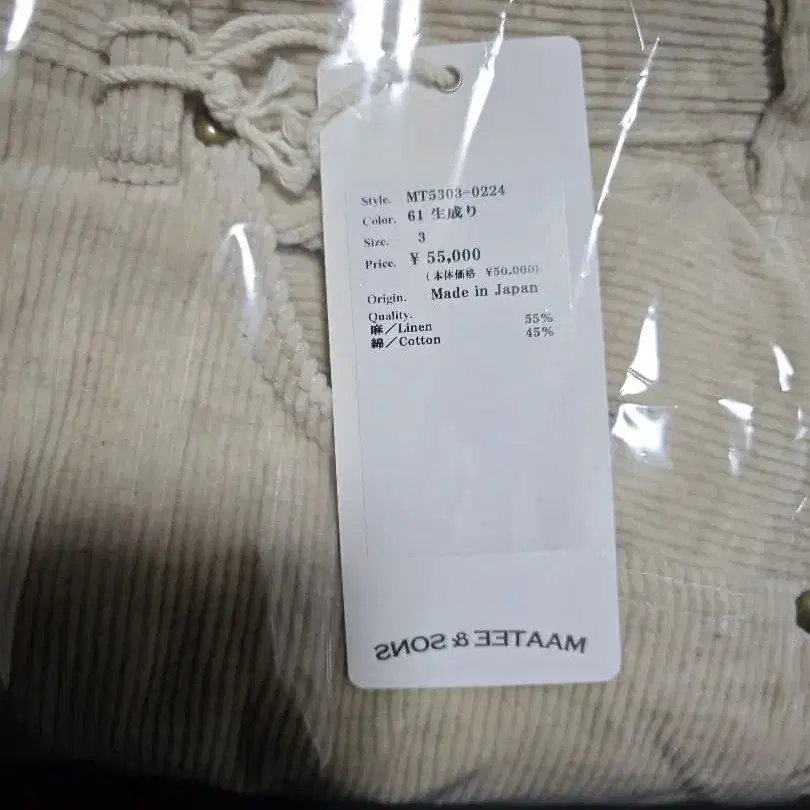 Style. MT5303-0224
Color. 61 生成り
Size. 3
Price. ¥ 55,000
(本体価格 ¥50,000)
Origin. Made in Japan
Quality.
麻/Linen 55%
綿/Cotton 45%
MAATEE & SONS